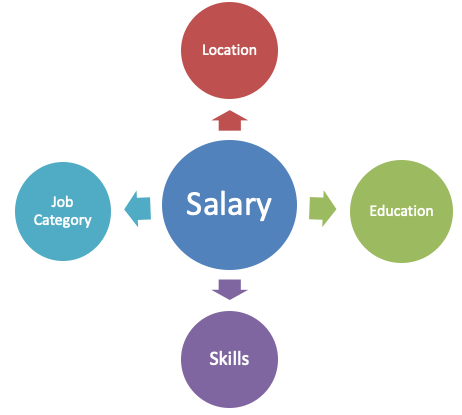 Location
Job
Category
Salary
Education
Skills